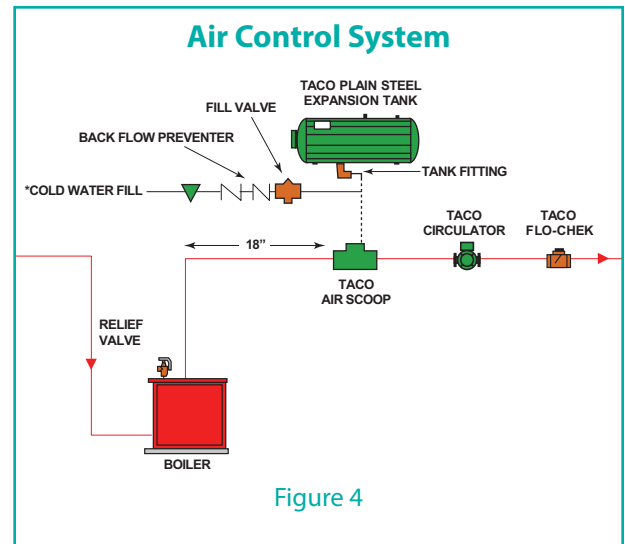 Air Control System
TACO PLAIN STEEL
EXPANSION TANK
FILL VALVE
BACK FLOW PREVENTER
TANK FITTING
*COLD WATER FILL
18”
TACO
CIRCULATOR
TACO
FLO-CHEK
TACO
AIR SCOOP
RELIEF
VALVE
BOILER
Figure 4